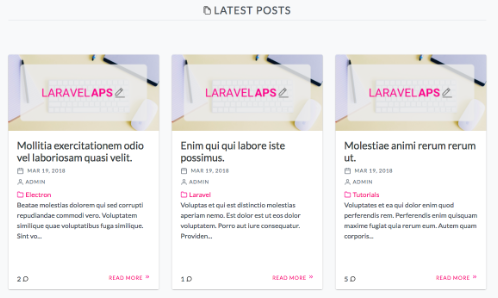 LATEST POSTS
LARAVELAPS
Mollitia exercitationem odio
vel laboriosam quasi velit.
MAR 19, 2018
ADMIN
Electron
Beatae molestias dolorem qui sed corrupti
repudiandae commodi vero. Voluptatem
similique quae voluptatibus fuga similique.
Sint vo...
2
READ MORE »
LARAVELAPS
Enim qui qui labore iste
possimus.
MAR 19, 2018
ADMIN
Laravel
Voluptas et qui est distinctio molestias
aperiam nemo. Est dolor est ut eos dolor
voluptatem. Porro aut iure consequatur.
Providen...
1
READ MORE »
LARAVELAPS
Molestiae animi rerum rerum
ut.
MAR 19, 2018
ADMIN
Tutorials
Voluptates et ea qui dolor enim quod
perferendis rem. Perferendis enim quisquam
maxime fugiat quia rerum eum. Autem quam
corporis...
5
READ MORE »